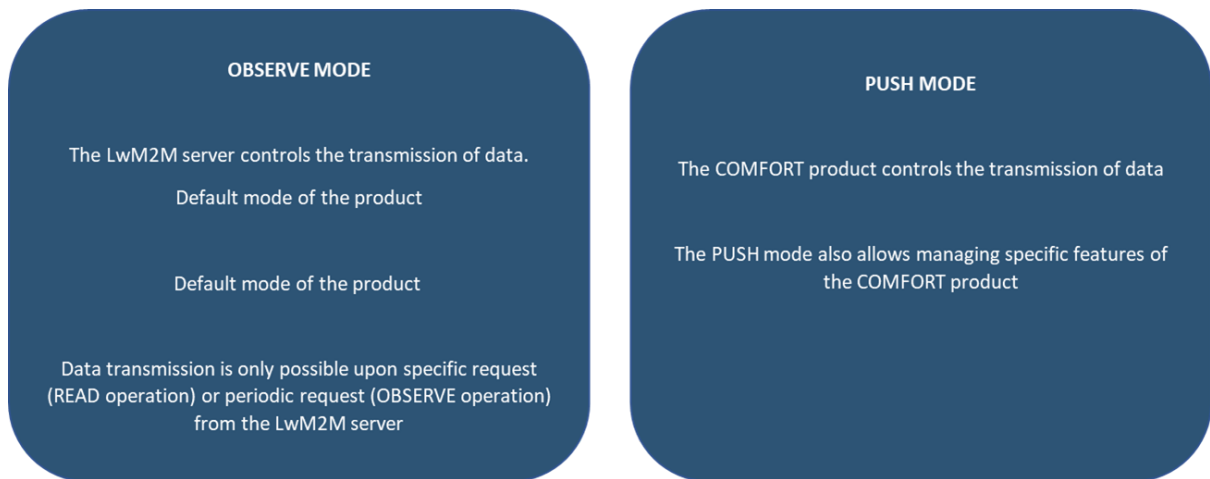 OBSERVE MODE
The LwM2M server controls the transmission of data.
Default mode of the product
Default mode of the product
Data transmission is only possible upon specific request
(READ operation) or periodic request (OBSERVE operation)
from the LwM2M server
PUSH MODE
The COMFORT product controls the transmission of data
The PUSH mode also allows managing specific features of
the COMFORT product